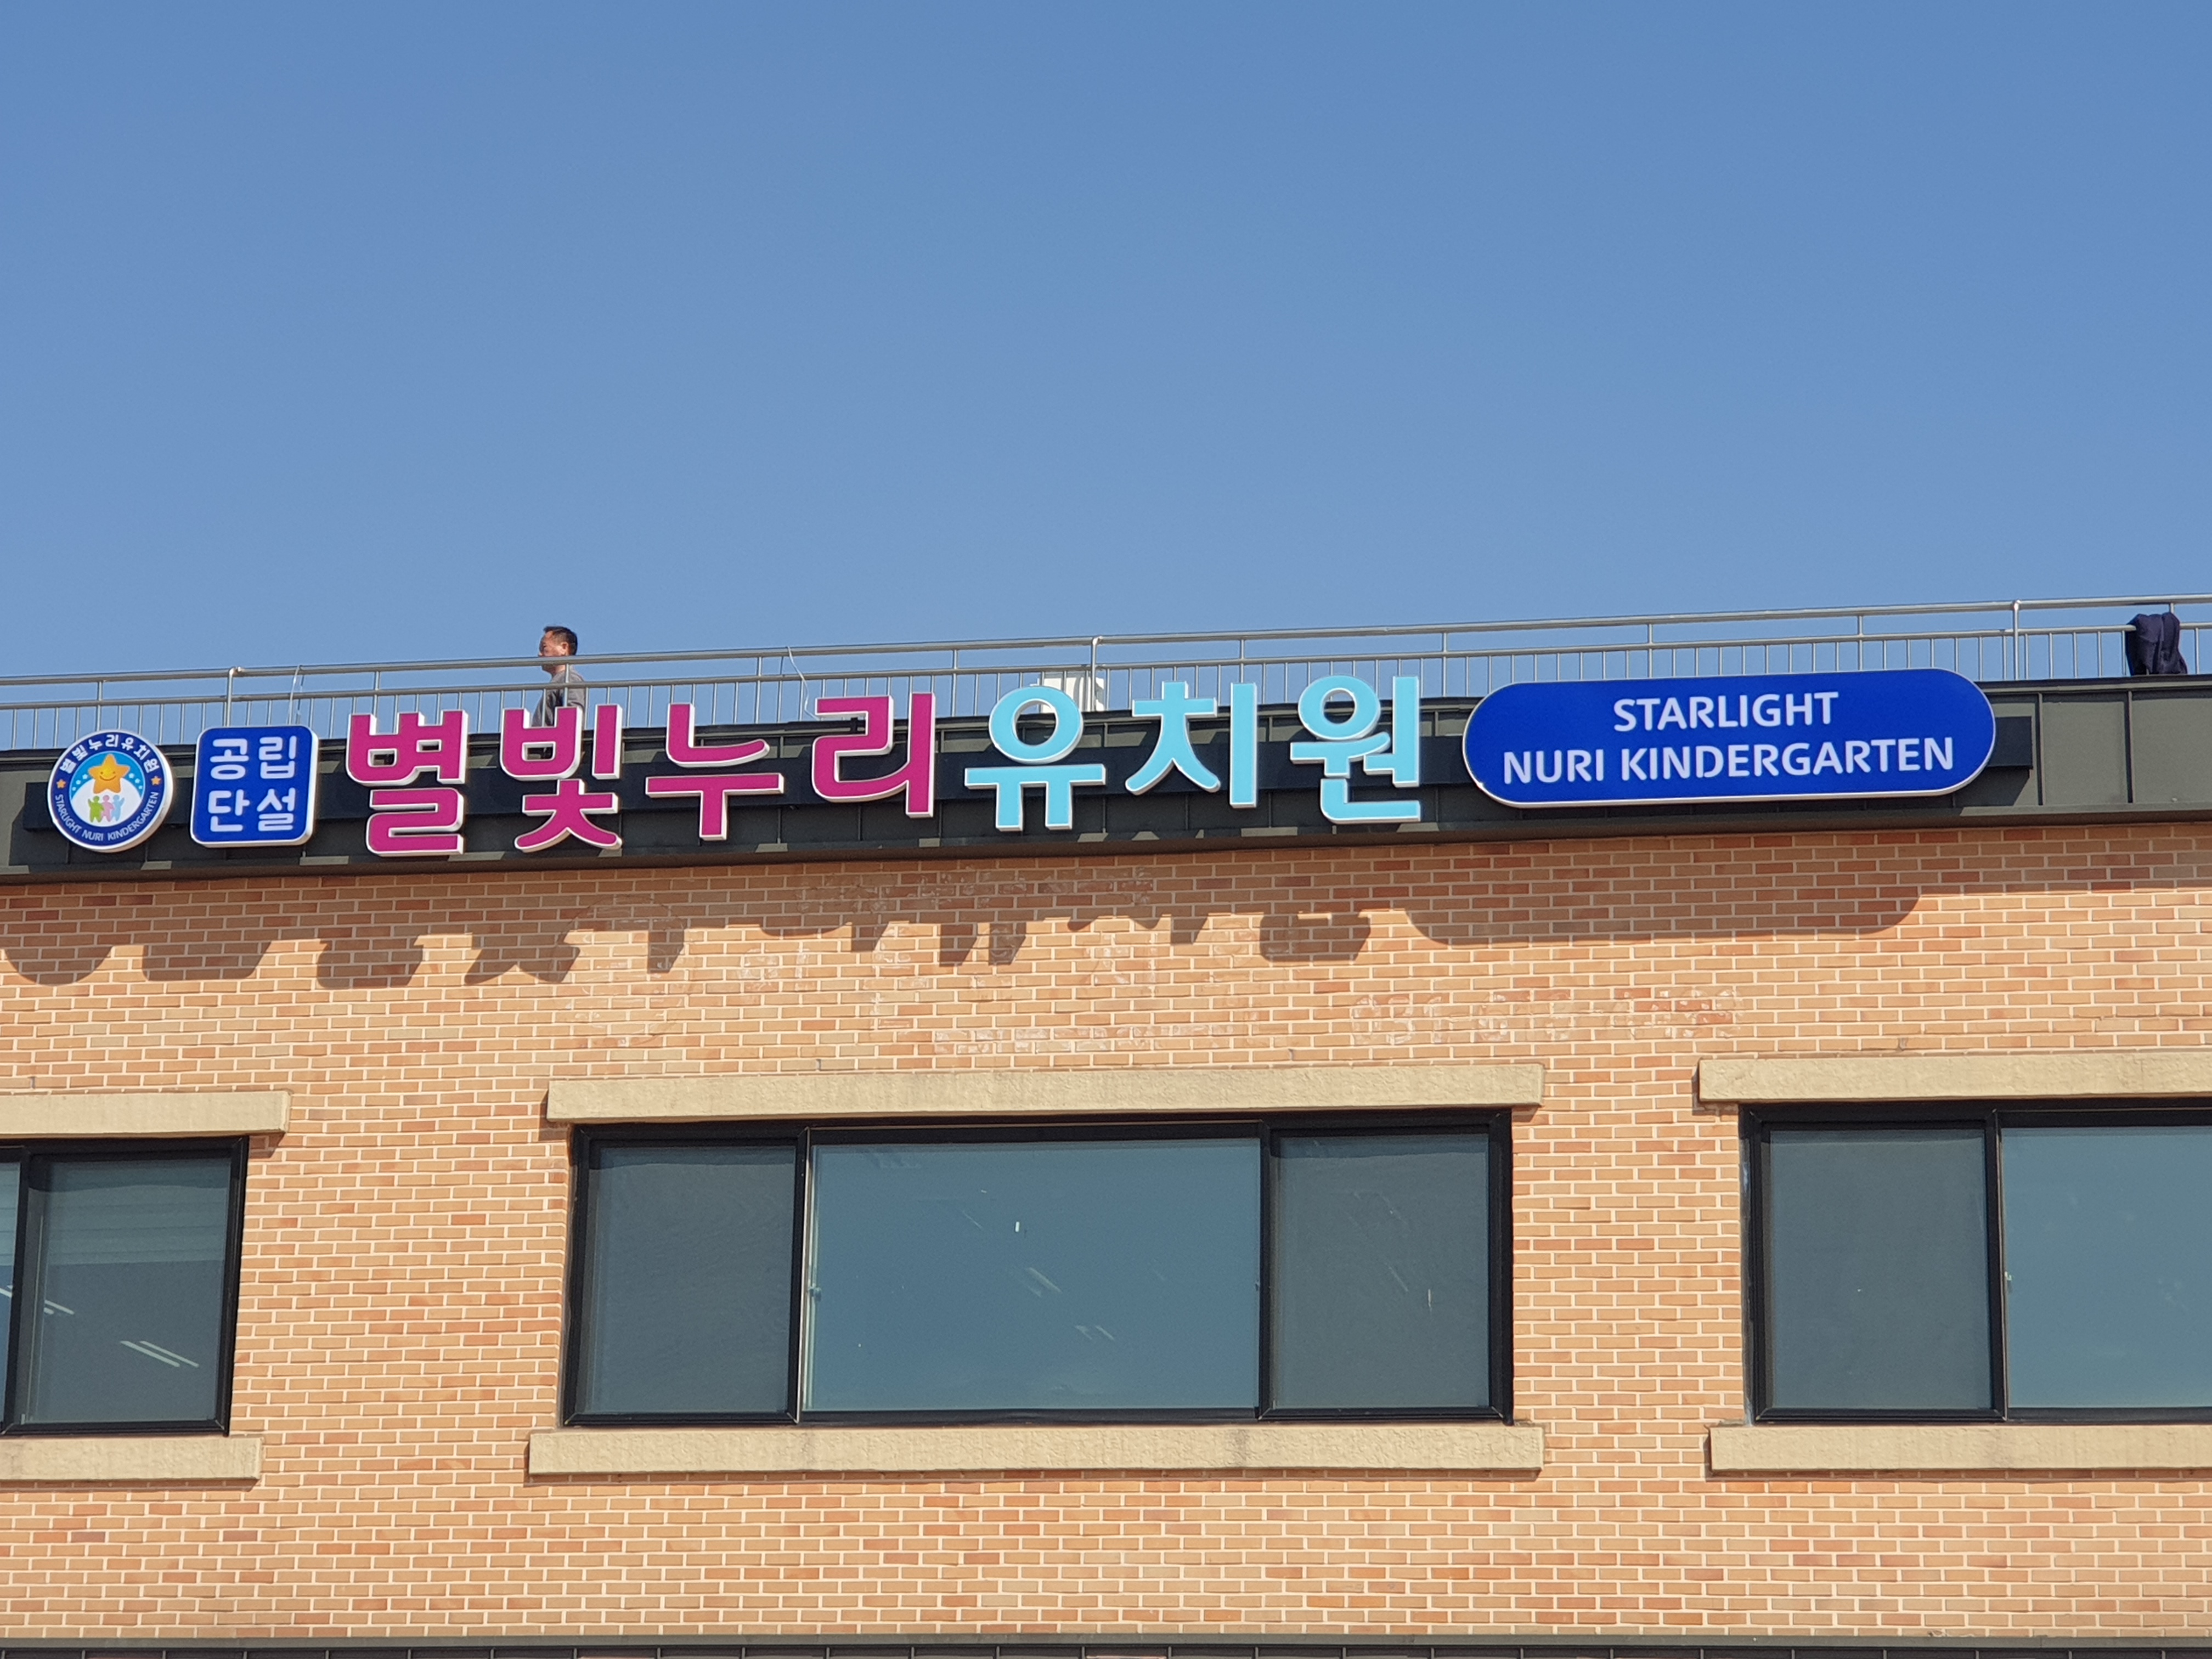 별빛누리유치원
STARLIGHT NURI KINDERGARTEN
공립
단설
별빛누리유치원
STARLIGHT
NURI KINDERGARTEN